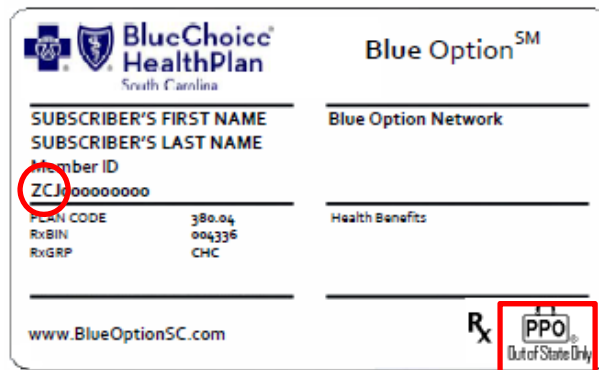 BlueChoice®
HealthPlan
South Carolina
Blue Option℠
SUBSCRIBER'S FIRST NAME
SUBSCRIBER'S LAST NAME
Member ID
ZCJ000000000
Blue Option Network
PLAN CODE 380.04
RxBIN 004336
RxGRP CHC
Health Benefits
www.BlueOptionSC.com
Rx
PPO®
Out of State Only